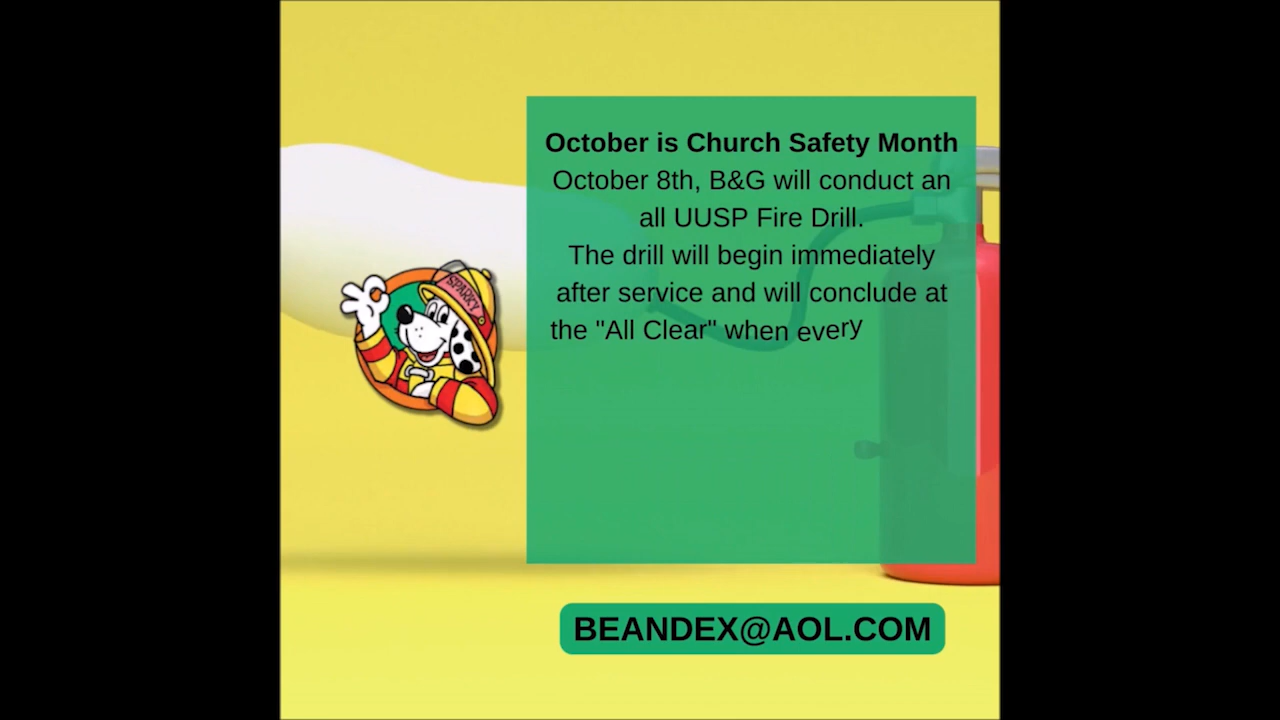 October is Church Safety Month
October 8th, B&G will conduct an
all UUSP Fire Drill.
The drill will begin immediately
after service and will conclude at
the "All Clear" when every
SPARKY
BEANDEX@AOL.COM